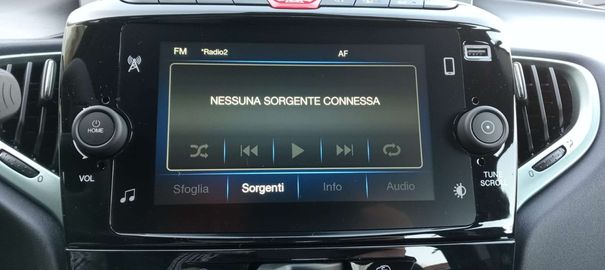 FM *Radio2 AF
NESSUNA SORGENTE CONNESSA
HOME
VOL
TUNE
SCROLL
Sfoglia Sorgenti Info Audio